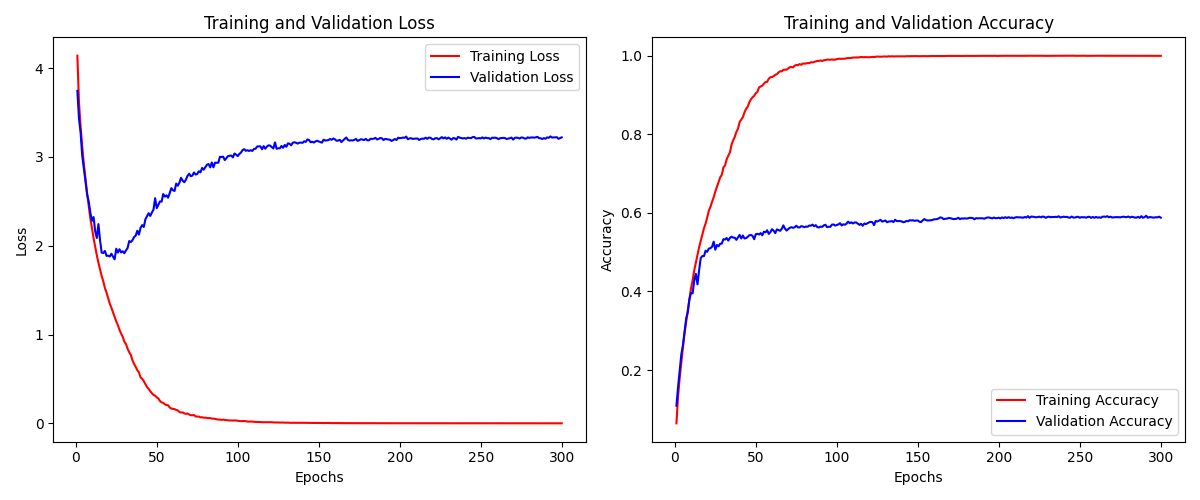 Training and Validation Loss
Training Loss
Validation Loss
4
3
2
1
0
Loss
0 50 100 150 200 250 300
Epochs
Training and Validation Accuracy
1.0
0.8
0.6
0.4
0.2
Accuracy
Training Accuracy
Validation Accuracy
0 50 100 150 200 250 300
Epochs